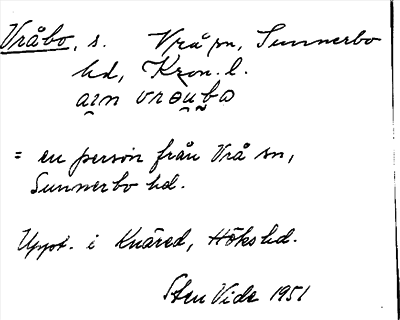 Vråbo, s. Vrå sn, Sunnerbo
hd, Kron. l.
= en person från Vrå sn,
Sunnerbo hd.
Uppt. i Knäred, Höks hd.
Sten Vide 1951